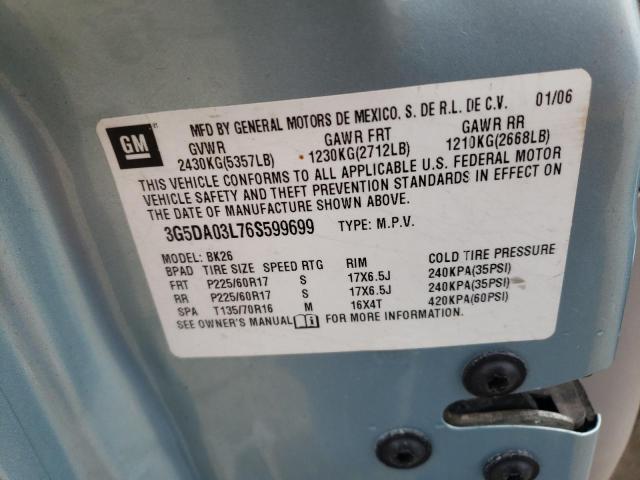 GM
MFD BY GENERAL MOTORS DE MEXICO, S. DE R.L. DE C.V. 01/06
GVWR GAWR FRT GAWR RR
2430KG(5357LB) 1230KG(2712LB) 1210KG(2668LB)
THIS VEHICLE CONFORMS TO ALL APPLICABLE U.S. FEDERAL MOTOR
VEHICLE SAFETY AND THEFT PREVENTION STANDARDS IN EFFECT ON
THE DATE OF MANUFACTURE SHOWN ABOVE.
3G5DA03L76S599699 TYPE: M.P.V.
MODEL: BK26
BPAD TIRE SIZE SPEED RTG RIM COLD TIRE PRESSURE
FRT P225/60R17 S 17X6.5J 240KPA(35PSI)
RR P225/60R17 S 17X6.5J 240KPA(35PSI)
SPA T135/70R16 M 16X4T 420KPA(60PSI)
SEE OWNER'S MANUAL FOR MORE INFORMATION.